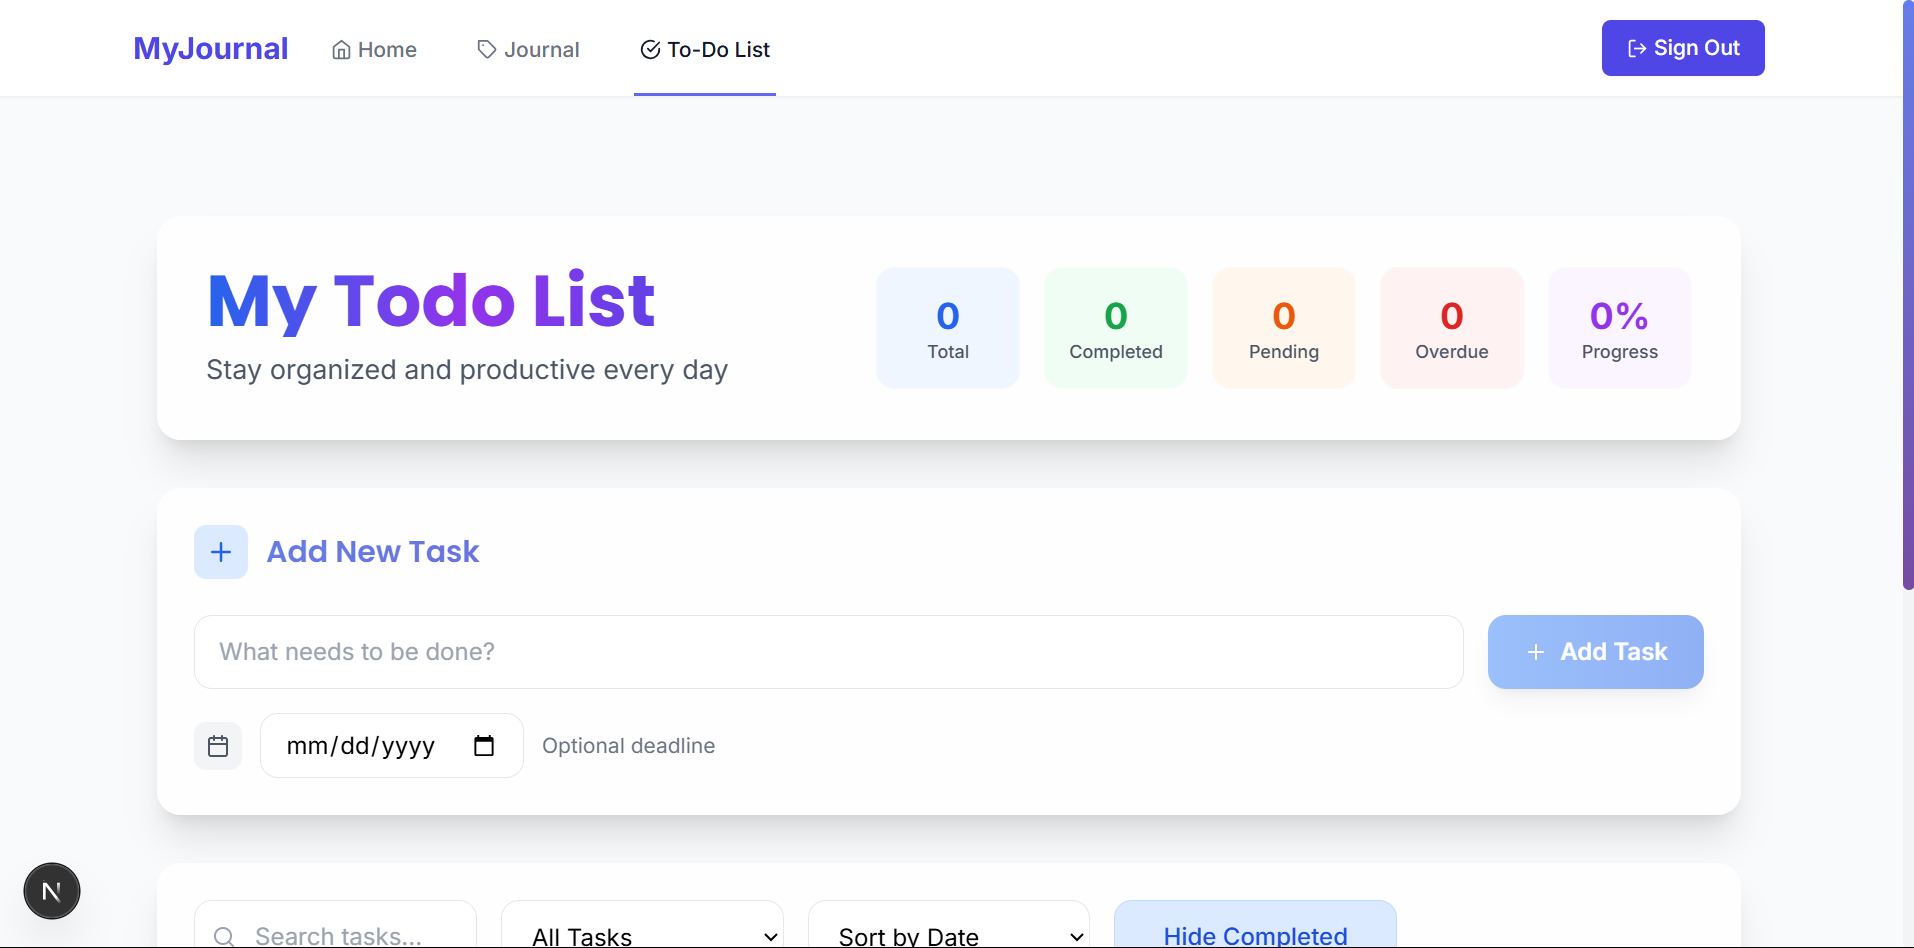 MyJournal
Home
Journal
To-Do List
Sign Out
My Todo List
Stay organized and productive every day
0
Total
0
Completed
0
Pending
0
Overdue
0%
Progress
Add New Task
What needs to be done?
+ Add Task
mm/dd/yyyy
Optional deadline
N
Search tasks...
All Tasks
Sort by Date
Hide Completed